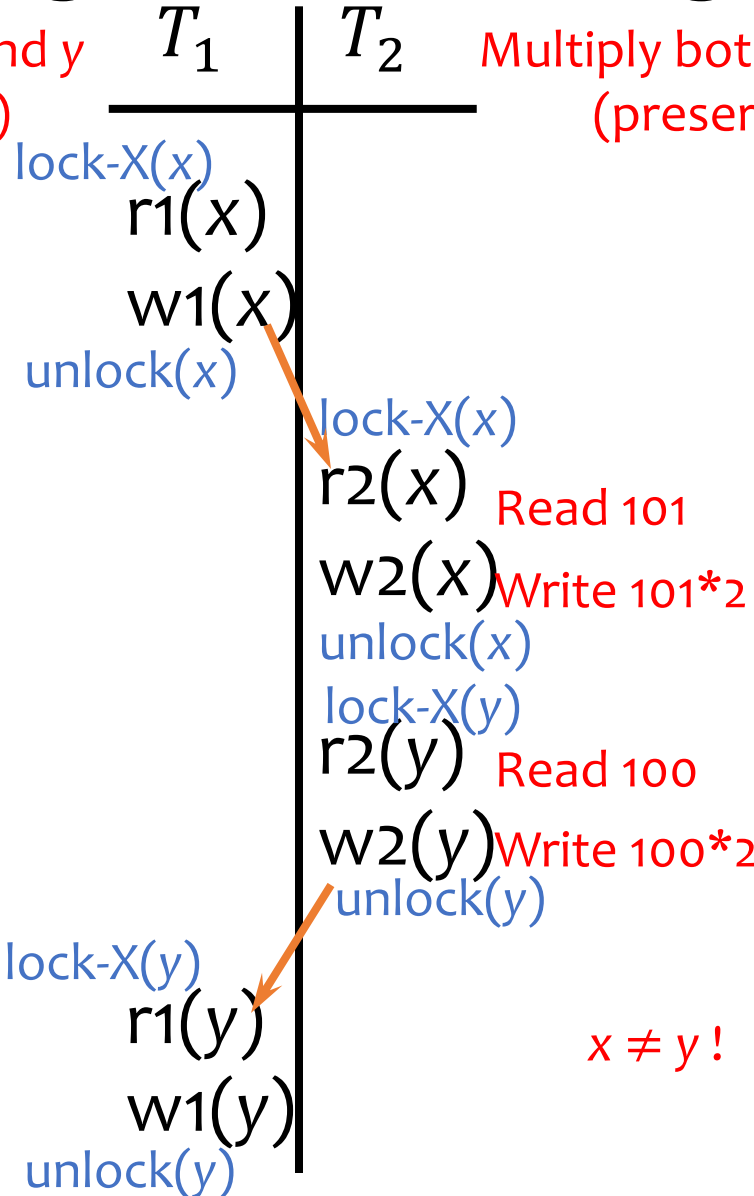 T1 T2
nd y Multiply bot
) (preser
lock-X(x)
r1(x)
w1(x)
unlock(x)
lock-X(x)
r2(x) Read 101
w2(x) Write 101*2
unlock(x)
lock-X(y)
r2(y) Read 100
w2(y) Write 100*2
unlock(y)
lock-X(y)
r1(y)
x ≠ y !
w1(y)
unlock(y)